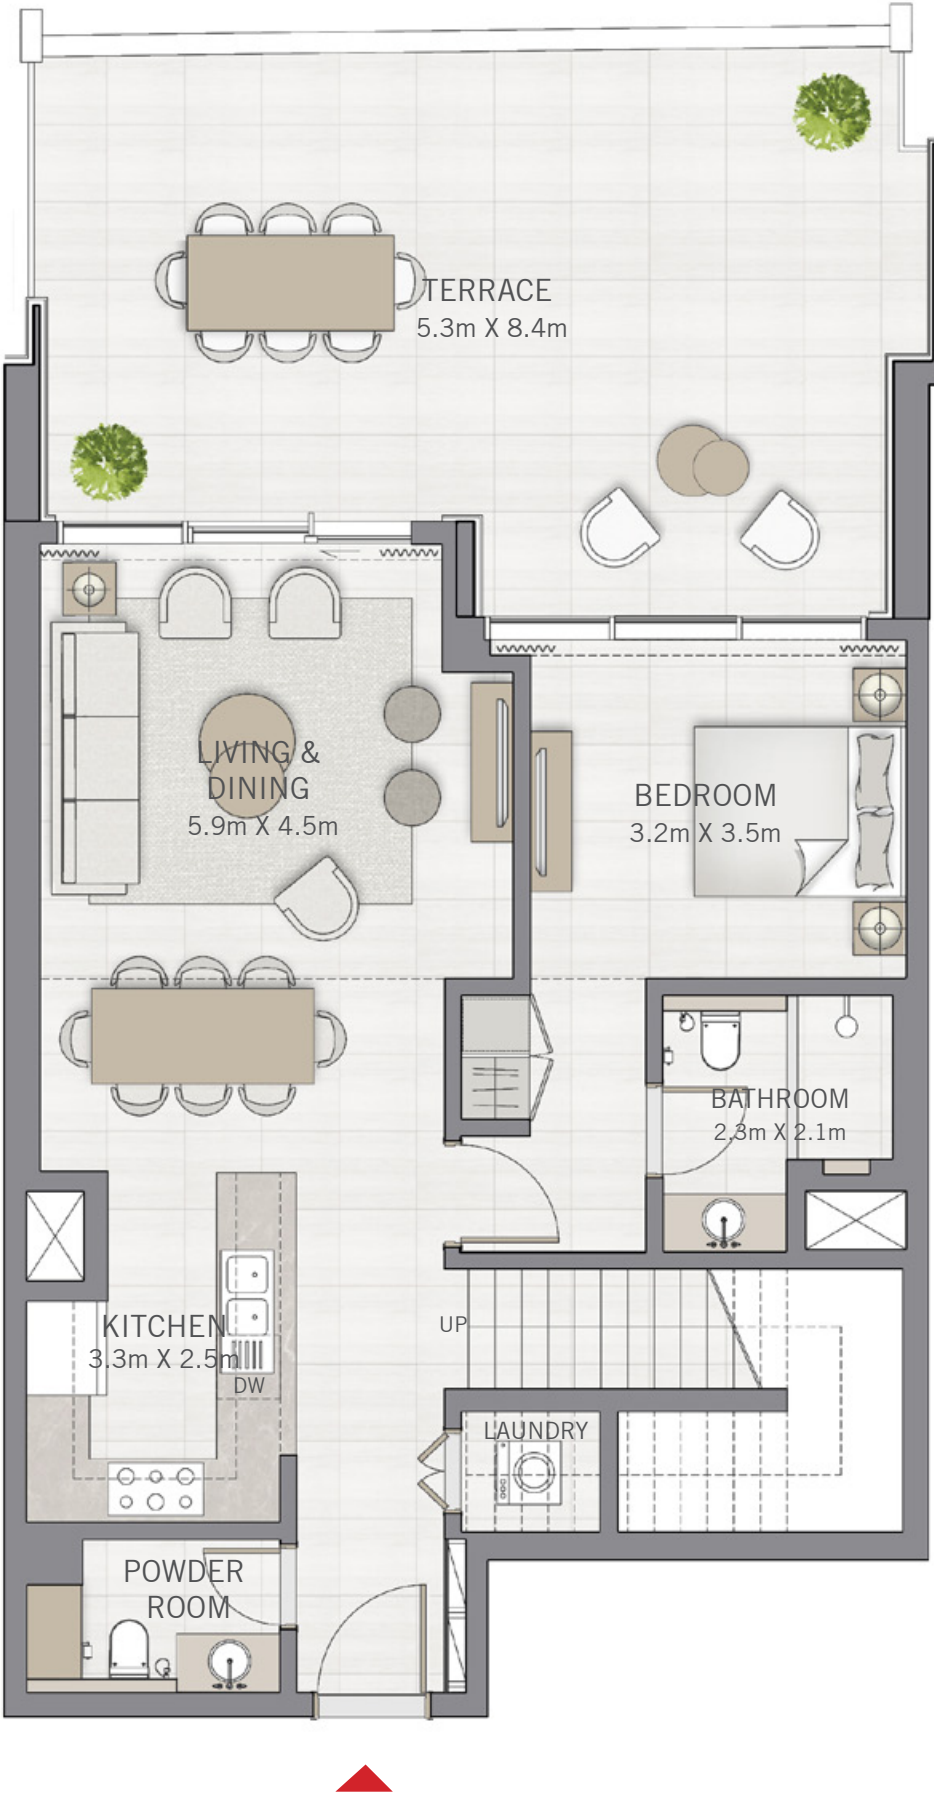 TERRACE
5.3m X 8.4m
LIVING &
DINING
5.9m X 4.5m
BEDROOM
3.2m X 3.5m
BATHROOM
2.3m X 2.1m
KITCHEN
3.3m X 2.5m
DW
UP
LAUNDRY
POWDER
ROOM